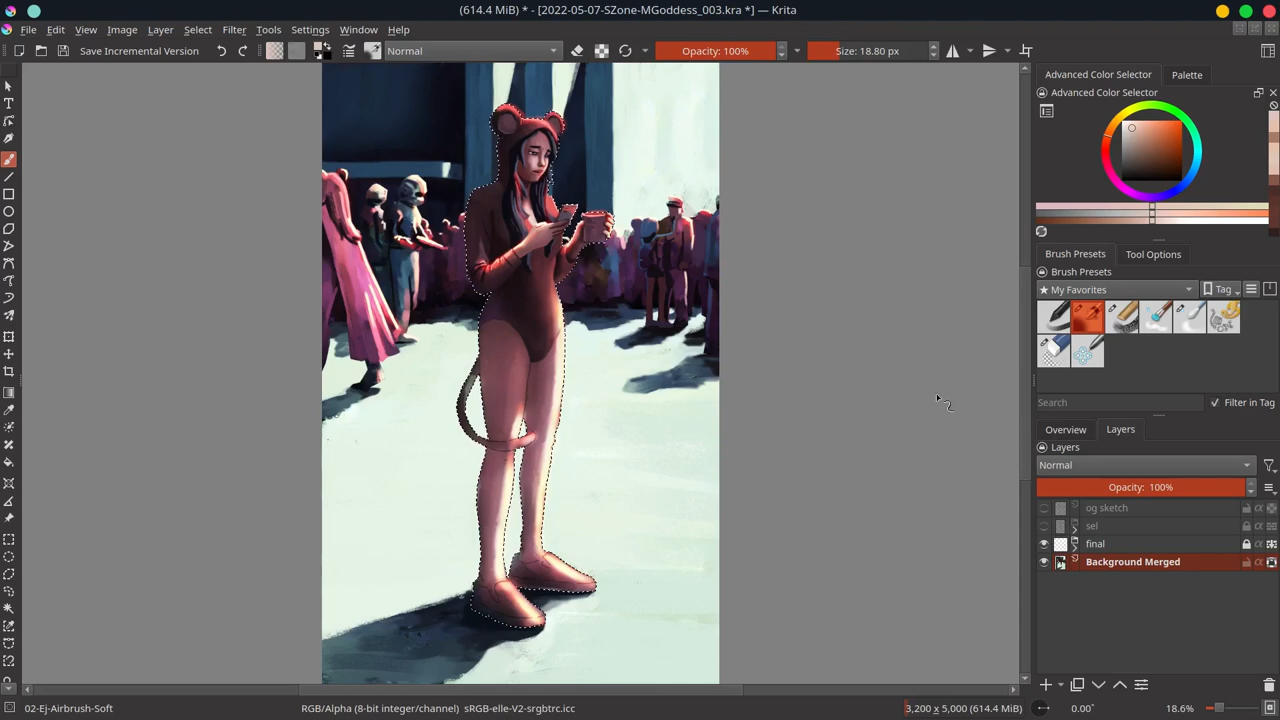 (614.4 MiB) * - [2022-05-07-SZone-MGoddess_003.kra *] — Krita
File Edit View Image Layer Select Filter Tools Settings Window Help
Save Incremental Version Normal Opacity: 100% Size: 18.80 px
Advanced Color Selector Palette
Advanced Color Selector
Brush Presets Tool Options
Brush Presets
★ My Favorites Tag
Search Filter in Tag
Overview Layers
Layers
Normal
Opacity: 100%
og sketch
sel
final
Background Merged
02-Ej-Airbrush-Soft RGB/Alpha (8-bit integer/channel) sRGB-elle-V2-srgbtrc.icc 3,200 x 5,000 (614.4 MiB) 0.00° 18.6%